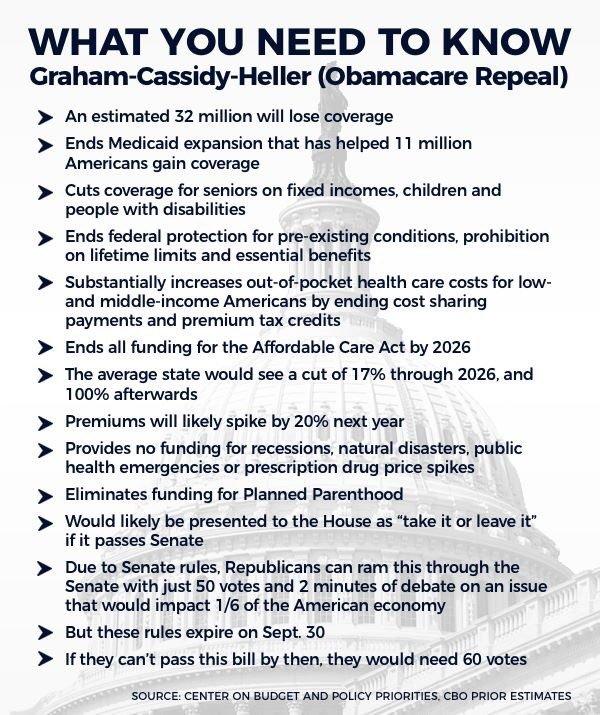 WHAT YOU NEED TO KNOW
Graham-Cassidy-Heller (Obamacare Repeal)
➤ An estimated 32 million will lose coverage
➤ Ends Medicaid expansion that has helped 11 million
Americans gain coverage
➤ Cuts coverage for seniors on fixed incomes, children and
people with disabilities
➤ Ends federal protection for pre-existing conditions, prohibition
on lifetime limits and essential benefits
➤ Substantially increases out-of-pocket health care costs for low-
and middle-income Americans by ending cost sharing
payments and premium tax credits
➤ Ends all funding for the Affordable Care Act by 2026
➤ The average state would see a cut of 17% through 2026, and
100% afterwards
➤ Premiums will likely spike by 20% next year
➤ Provides no funding for recessions, natural disasters, public
health emergencies or prescription drug price spikes
➤ Eliminates funding for Planned Parenthood
➤ Would likely be presented to the House as “take it or leave it”
if it passes Senate
➤ Due to Senate rules, Republicans can ram this through the
Senate with just 50 votes and 2 minutes of debate on an issue
that would impact 1/6 of the American economy
➤ But these rules expire on Sept. 30
➤ If they can’t pass this bill by then, they would need 60 votes
SOURCE: CENTER ON BUDGET AND POLICY PRIORITIES, CBO PRIOR ESTIMATES